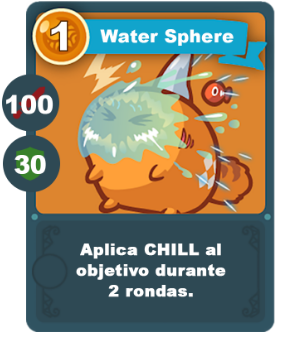 1
Water Sphere
100
30
Aplica CHILL al
objetivo durante
2 rondas.